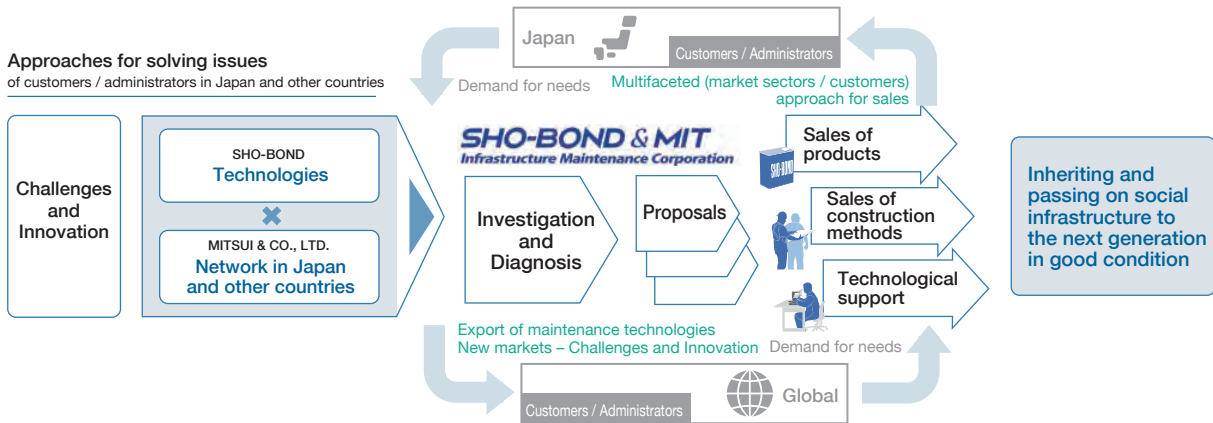 Japan
Customers / Administrators
Approaches for solving issues
of customers / administrators in Japan and other countries
Demand for needs
Multifaceted (market sectors / customers)
approach for sales
Challenges
and
Innovation
SHO-BOND
Technologies
MITSUI & CO., LTD.
Network in Japan
and other countries
SHO-BOND & MIT
Infrastructure Maintenance Corporation
Investigation
and
Diagnosis
Proposals
SHO-BOND
Sales of
products
Sales of
construction
methods
Technological
support
Inheriting and
passing on social
infrastructure to
the next generation
in good condition
Export of maintenance technologies
New markets – Challenges and Innovation
Demand for needs
Customers / Administrators
Global